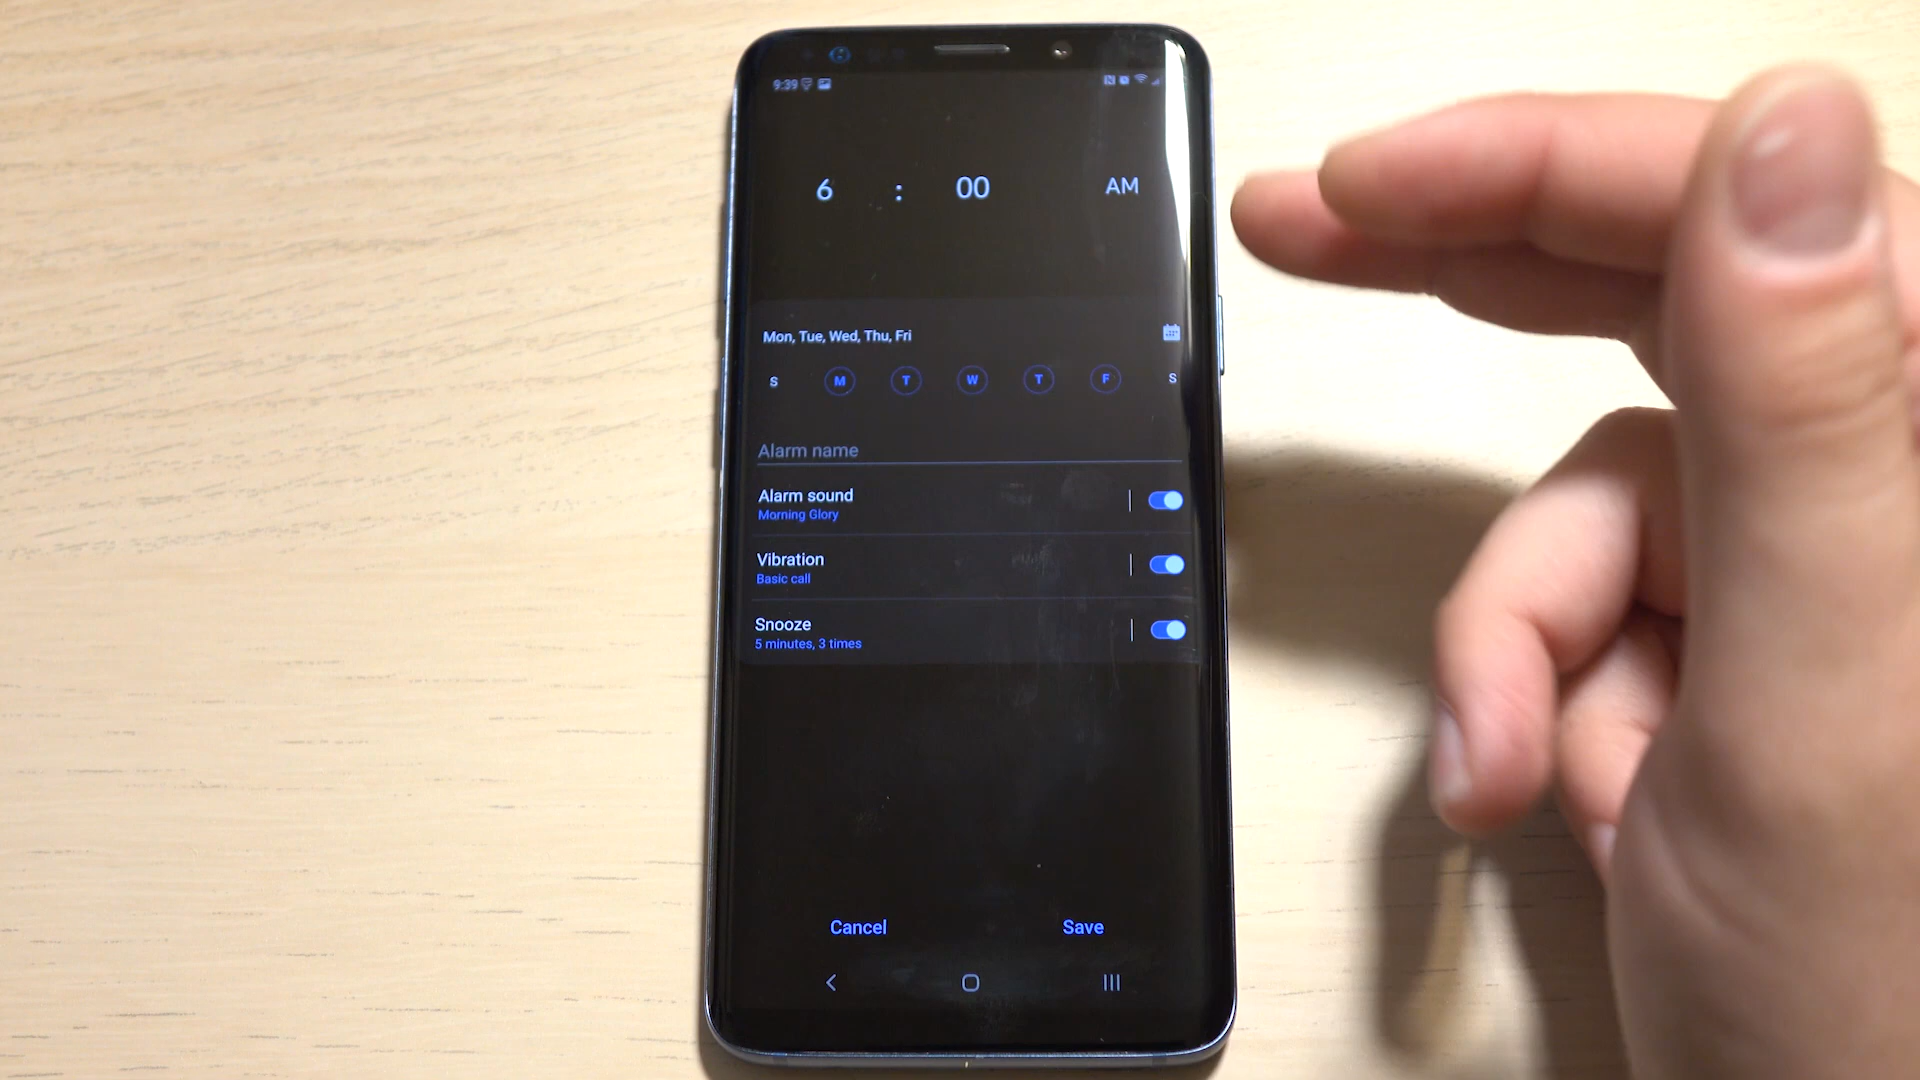 9:39
6 : 00 AM
Mon, Tue, Wed, Thu, Fri
S M T W T F S
Alarm name
Alarm sound
Morning Glory
Vibration
Basic call
Snooze
5 minutes, 3 times
Cancel Save